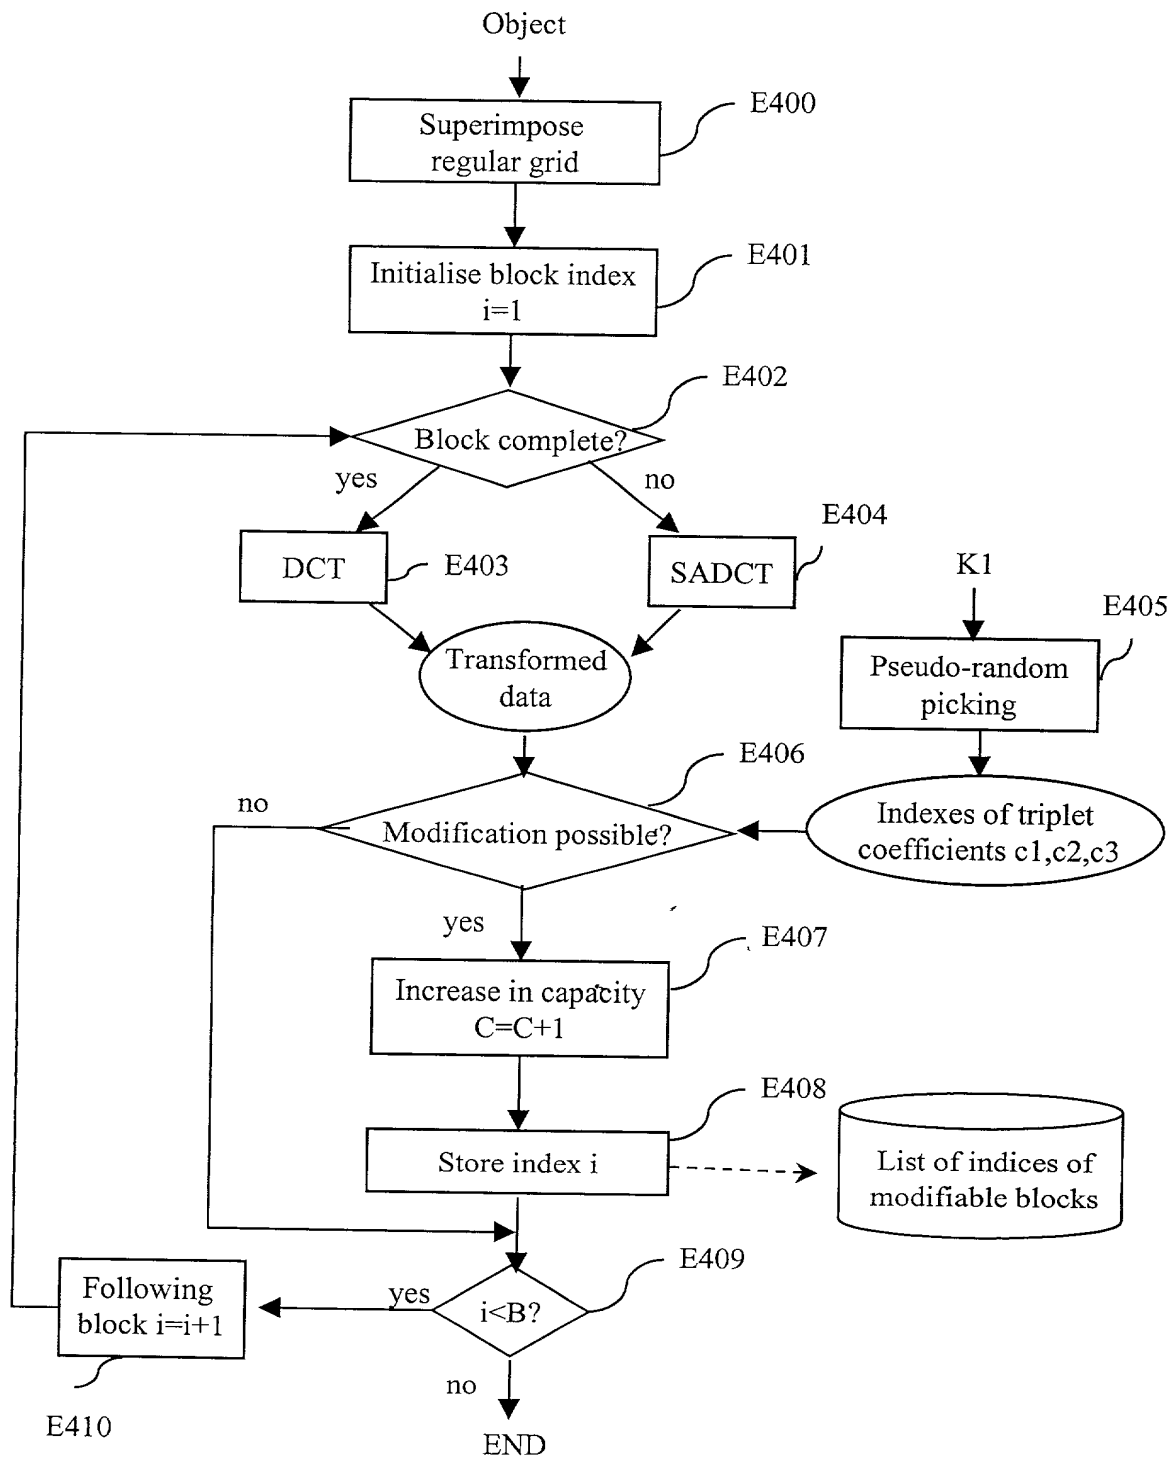 Object
E400
Superimpose
regular grid
E401
Initialise block index
i=1
E402
Block complete?
yes
no
E404
DCT
E403
SADCT
K1
E405
Transformed
data
Pseudo-random
picking
E406
no
Modification possible?
Indexes of triplet
coefficients c1,c2,c3
yes
E407
Increase in capacity
C=C+1
E408
Store index i
List of indices of
modifiable blocks
E409
Following
block i=i+1
yes
i<B?
no
E410
END